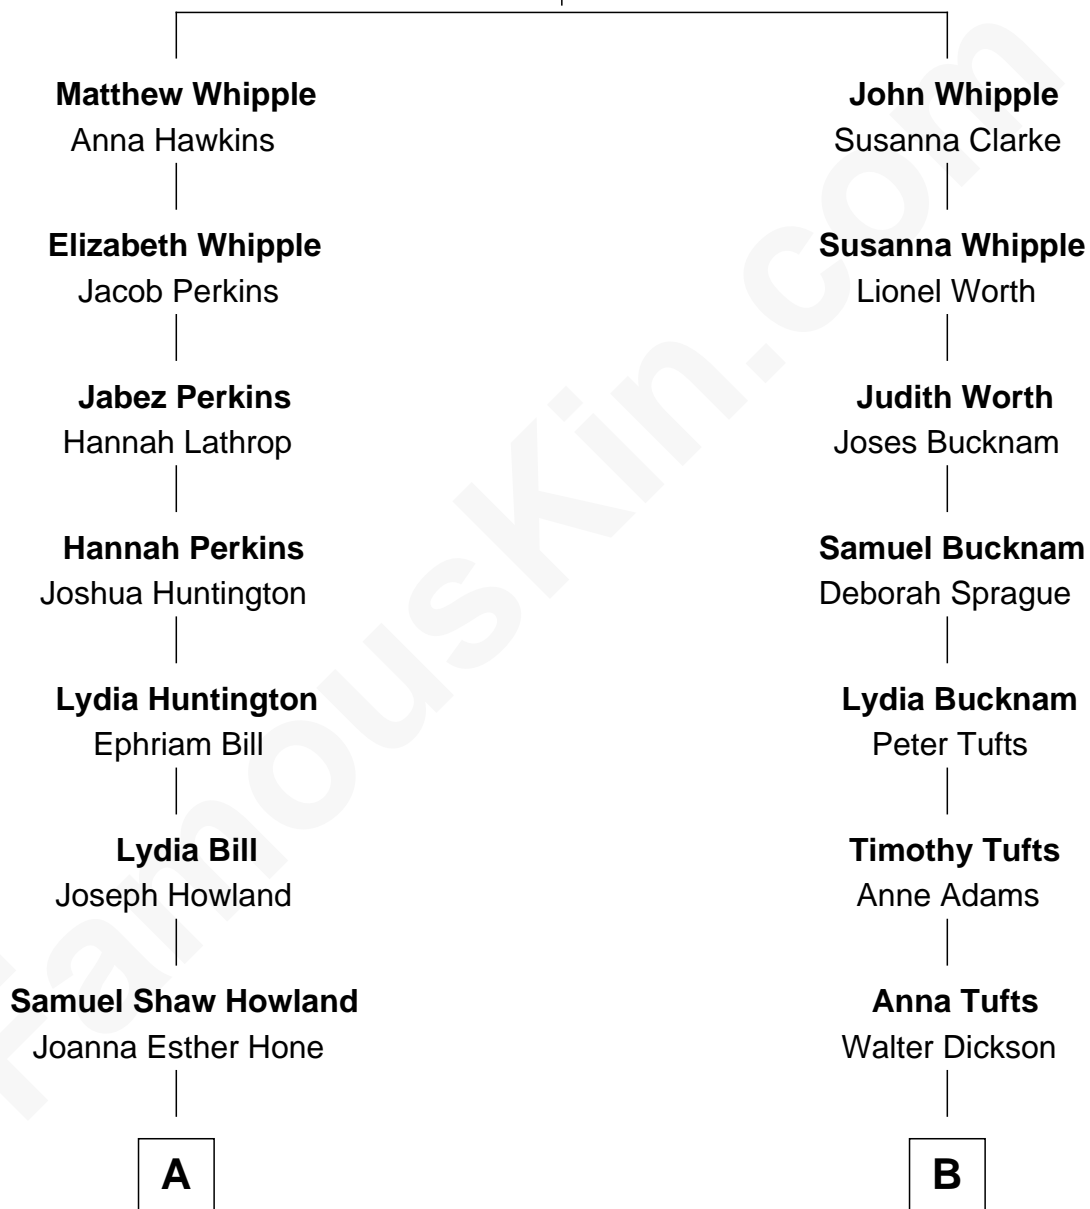 Matthew Whipple
Anna Hawkins
Elizabeth Whipple
Jacob Perkins
Jabez Perkins
Hannah Lathrop
Hannah Perkins
Joshua Huntington
Lydia Huntington
Ephriam Bill
Lydia Bill
Joseph Howland
Samuel Shaw Howland
Joanna Esther Hone
A
John Whipple
Susanna Clarke
Susanna Whipple
Lionel Worth
Judith Worth
Joses Bucknam
Samuel Bucknam
Deborah Sprague
Lydia Bucknam
Peter Tufts
Timothy Tufts
Anne Adams
Anna Tufts
Walter Dickson
B
FamousKin.com